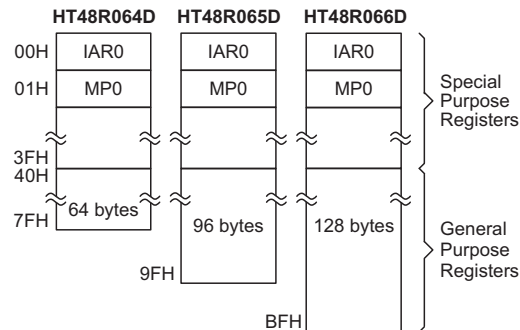 HT48R064D HT48R065D HT48R066D
00H IAR0 IAR0 IAR0
01H MP0 MP0 MP0
Special
Purpose
Registers
3FH
40H
64 bytes 96 bytes 128 bytes
7FH
General
Purpose
Registers
9FH
BFH